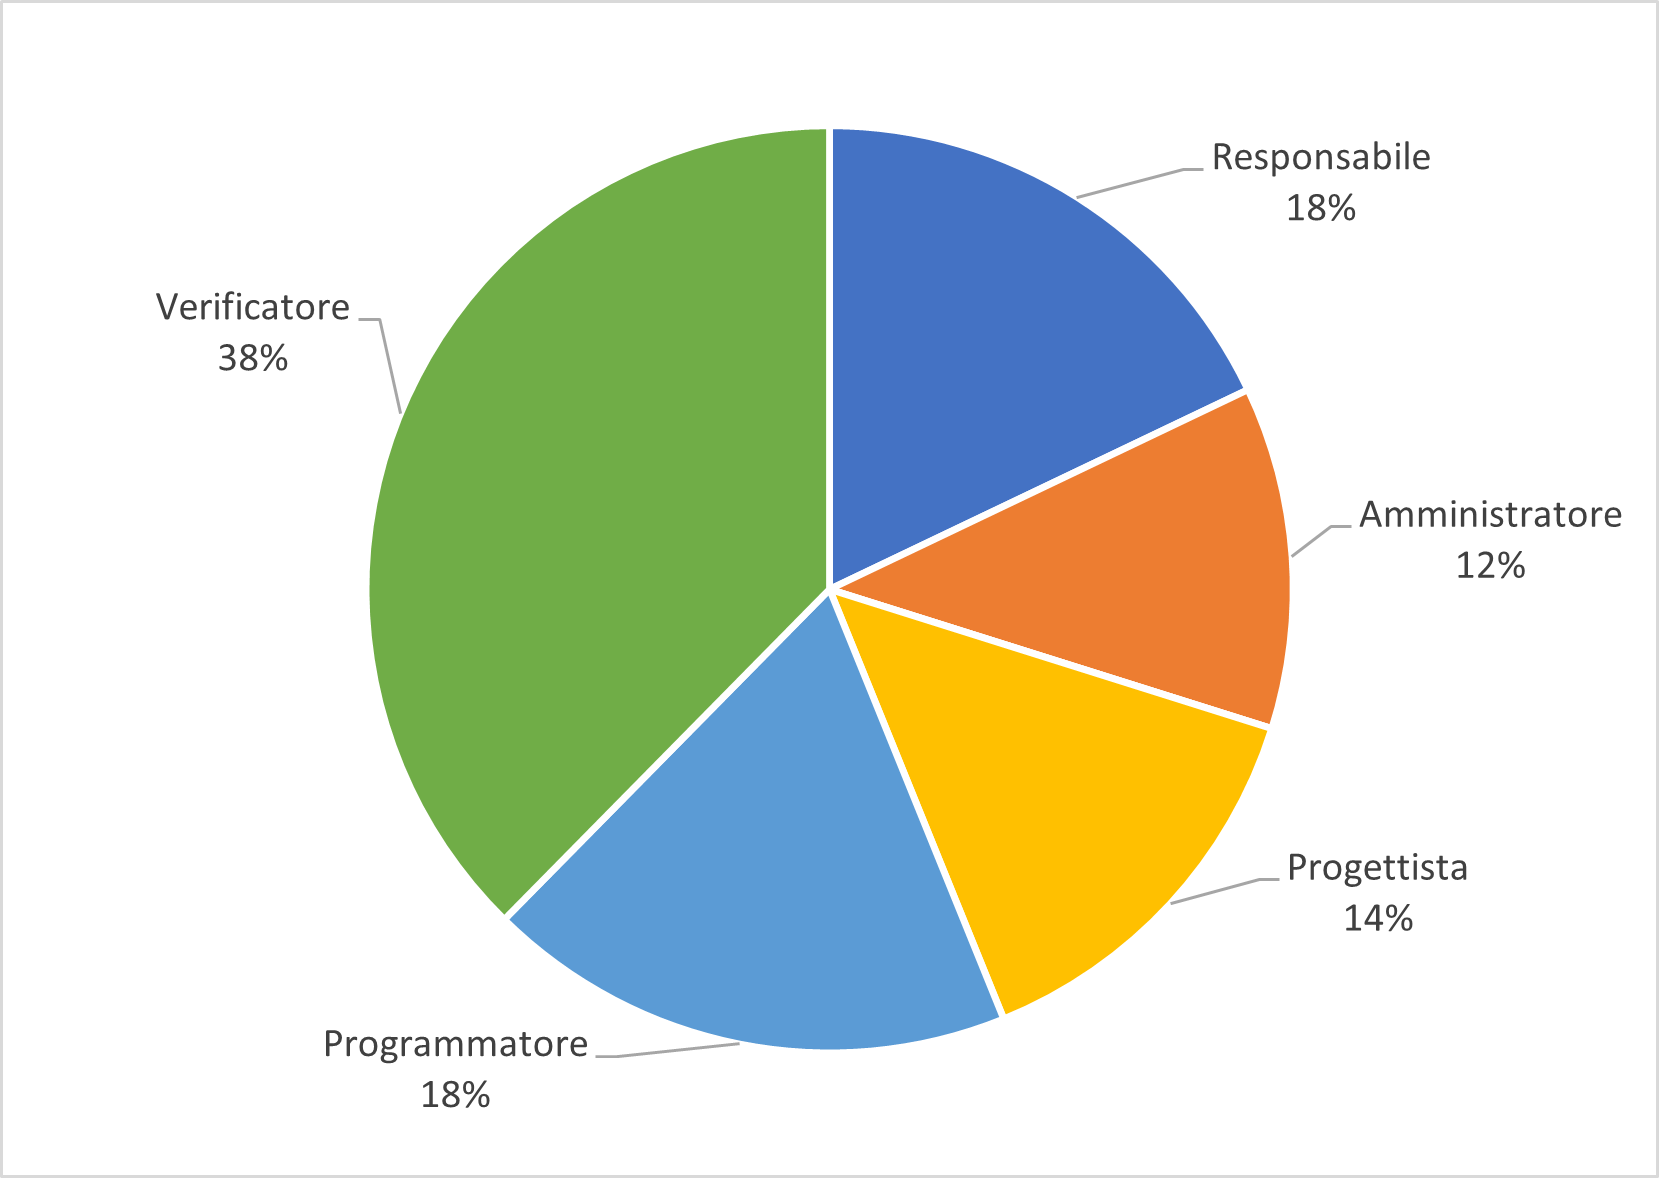 Responsabile
18%
Amministratore
12%
Progettista
14%
Programmatore
18%
Verificatore
38%